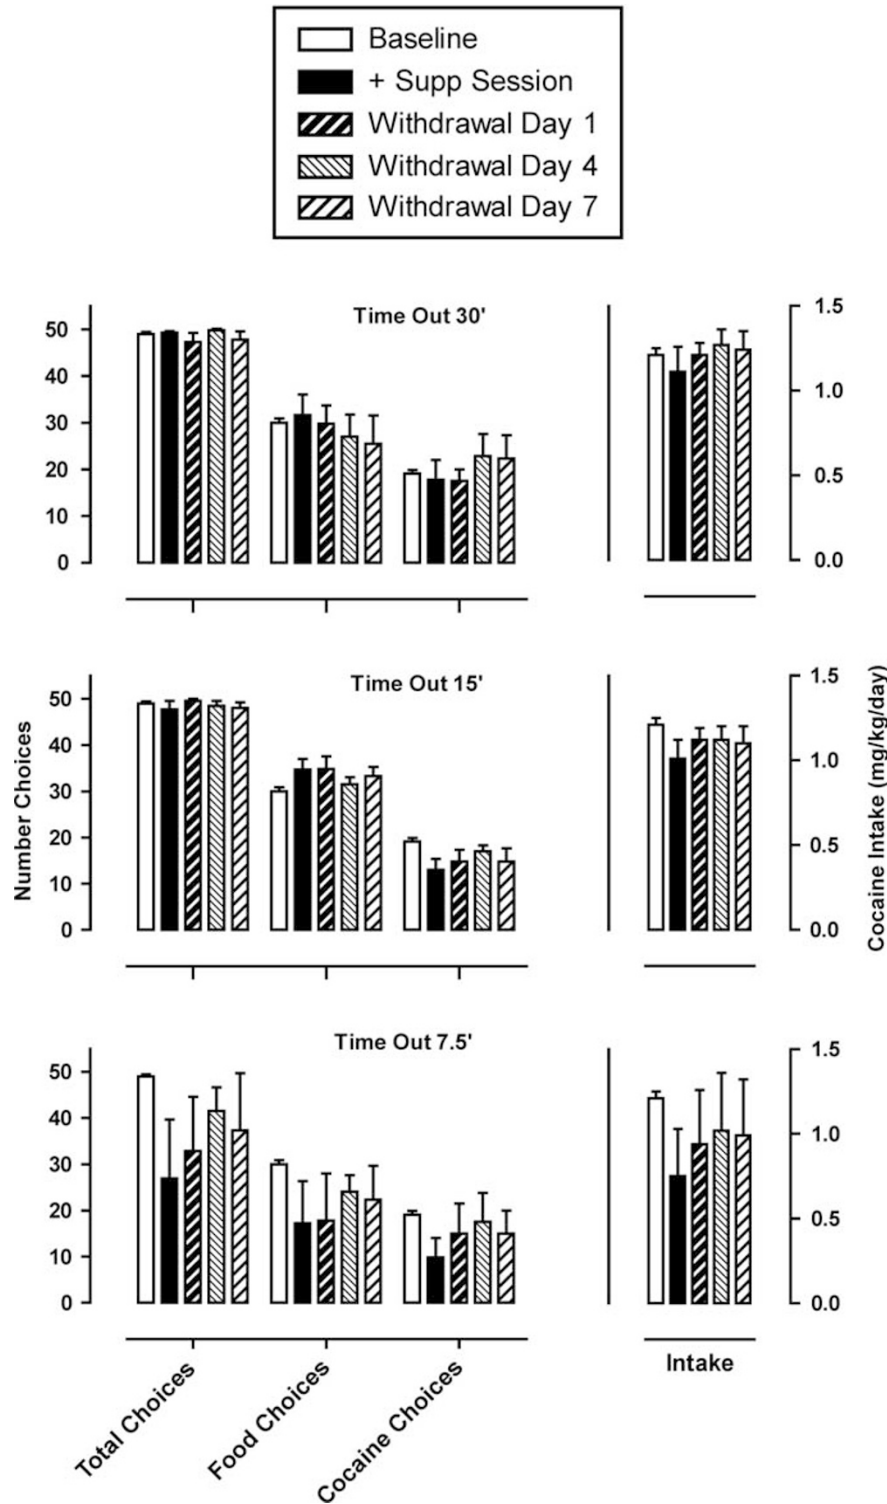 Baseline
+ Supp Session
Withdrawal Day 1
Withdrawal Day 4
Withdrawal Day 7
Time Out 30'
50
40
30
20
10
0
1.5
1.0
0.5
0.0
Time Out 15'
50
40
30
20
10
0
1.5
1.0
0.5
0.0
Number Choices
Cocaine Intake (mg/kg/day)
Time Out 7.5'
50
40
30
20
10
0
1.5
1.0
0.5
0.0
Total Choices
Food Choices
Cocaine Choices
Intake